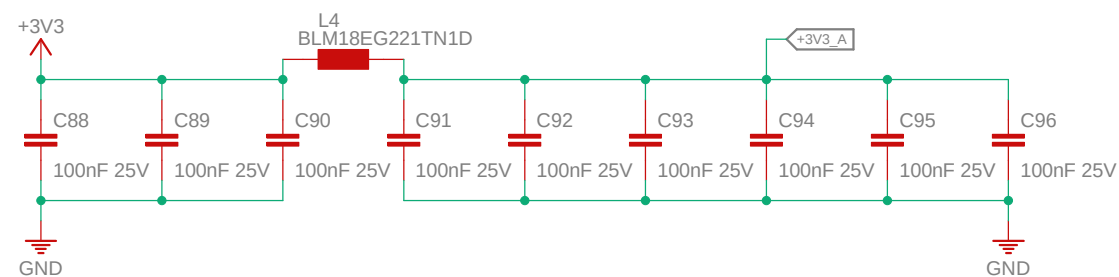 +3V3
L4
BLM18EG221TN1D
+3V3_A
C88
C89
C90
C91
C92
C93
C94
C95
C96
100nF 25V
100nF 25V
100nF 25V
100nF 25V
100nF 25V
100nF 25V
100nF 25V
100nF 25V
100nF 25V
GND
GND